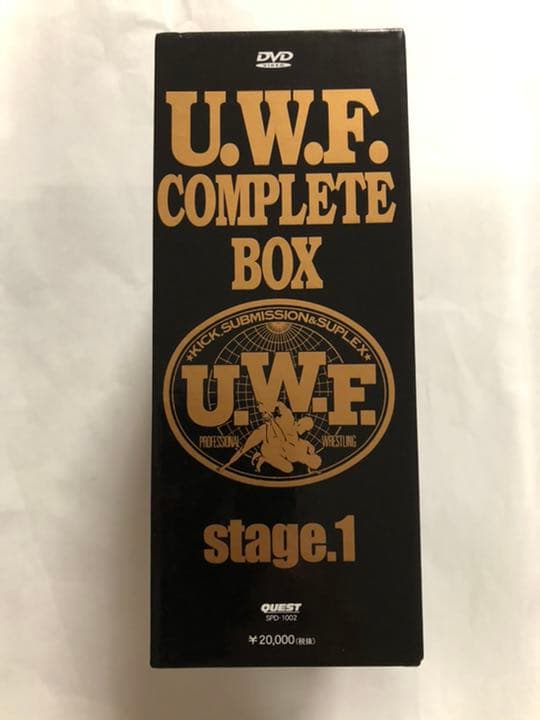 DVD
VIDEO
U.W.F.
COMPLETE
BOX
★KICK, SUBMISSION & SUPLEX★
U.W.F.
PROFESSIONAL WRESTLING
stage.1
QUEST
SPD-1002
¥20,000(税抜)